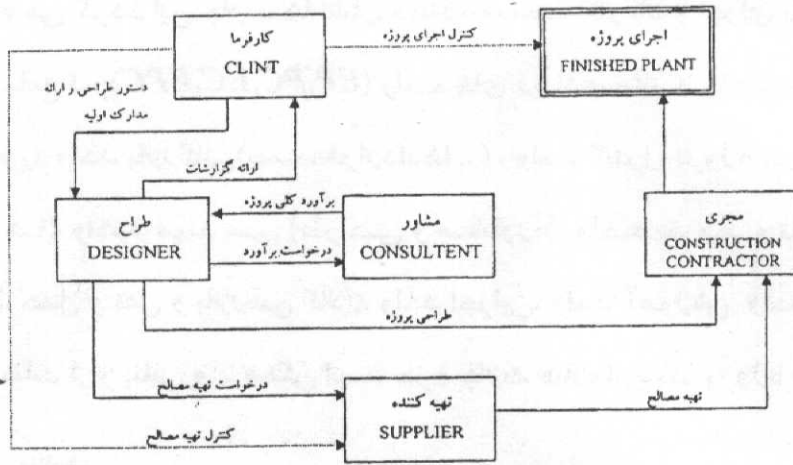 کارفرما
CLINT
کنترل اجرای پروژه
اجرای پروژه
FINISHED PLANT
دستور طراحی و ارائه
مدارک اولیه
ارائه گزارشات
طراح
DESIGNER
برآورد کلی پروژه
درخواست برآورد
مشاور
CONSULTENT
مجری
CONSTRUCTION
CONTRACTOR
طراحی پروژه
درخواست تهیه مصالح
کنترل تهیه مصالح
تهیه کننده
SUPPLIER
تهیه مصالح